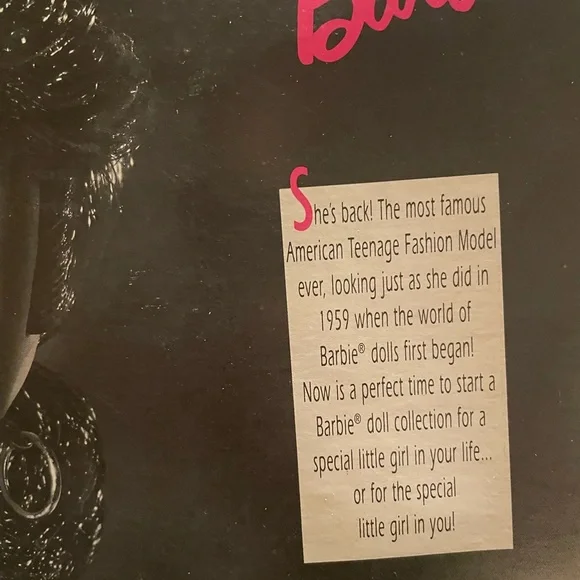 Barbie
She's back! The most famous
American Teenage Fashion Model
ever, looking just as she did in
1959 when the world of
Barbie® dolls first began!
Now is a perfect time to start a
Barbie® doll collection for a
special little girl in your life...
or for the special
little girl in you!